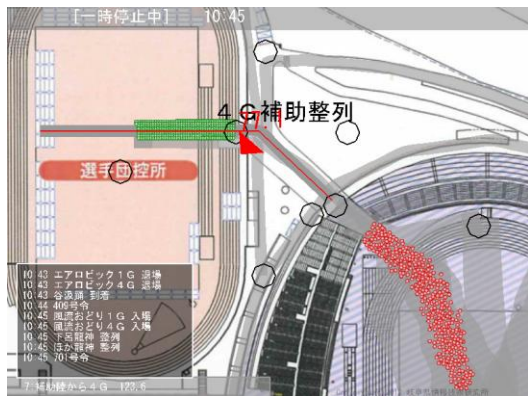 [一時停止中] 10:45
4G補助整列
選手団控所
10 43 エアロビック1G 退場
10 43 エアロビック4G 退場
10 43 谷汲踊 到着
10 44 409号令
10 45 風流おどり1G 入場
10 45 風流おどり4G 入場
10 45 下呂龍神 整列
10 45 ほか龍神 整列
10 45 701号令
7:補助陸から4G 123.6